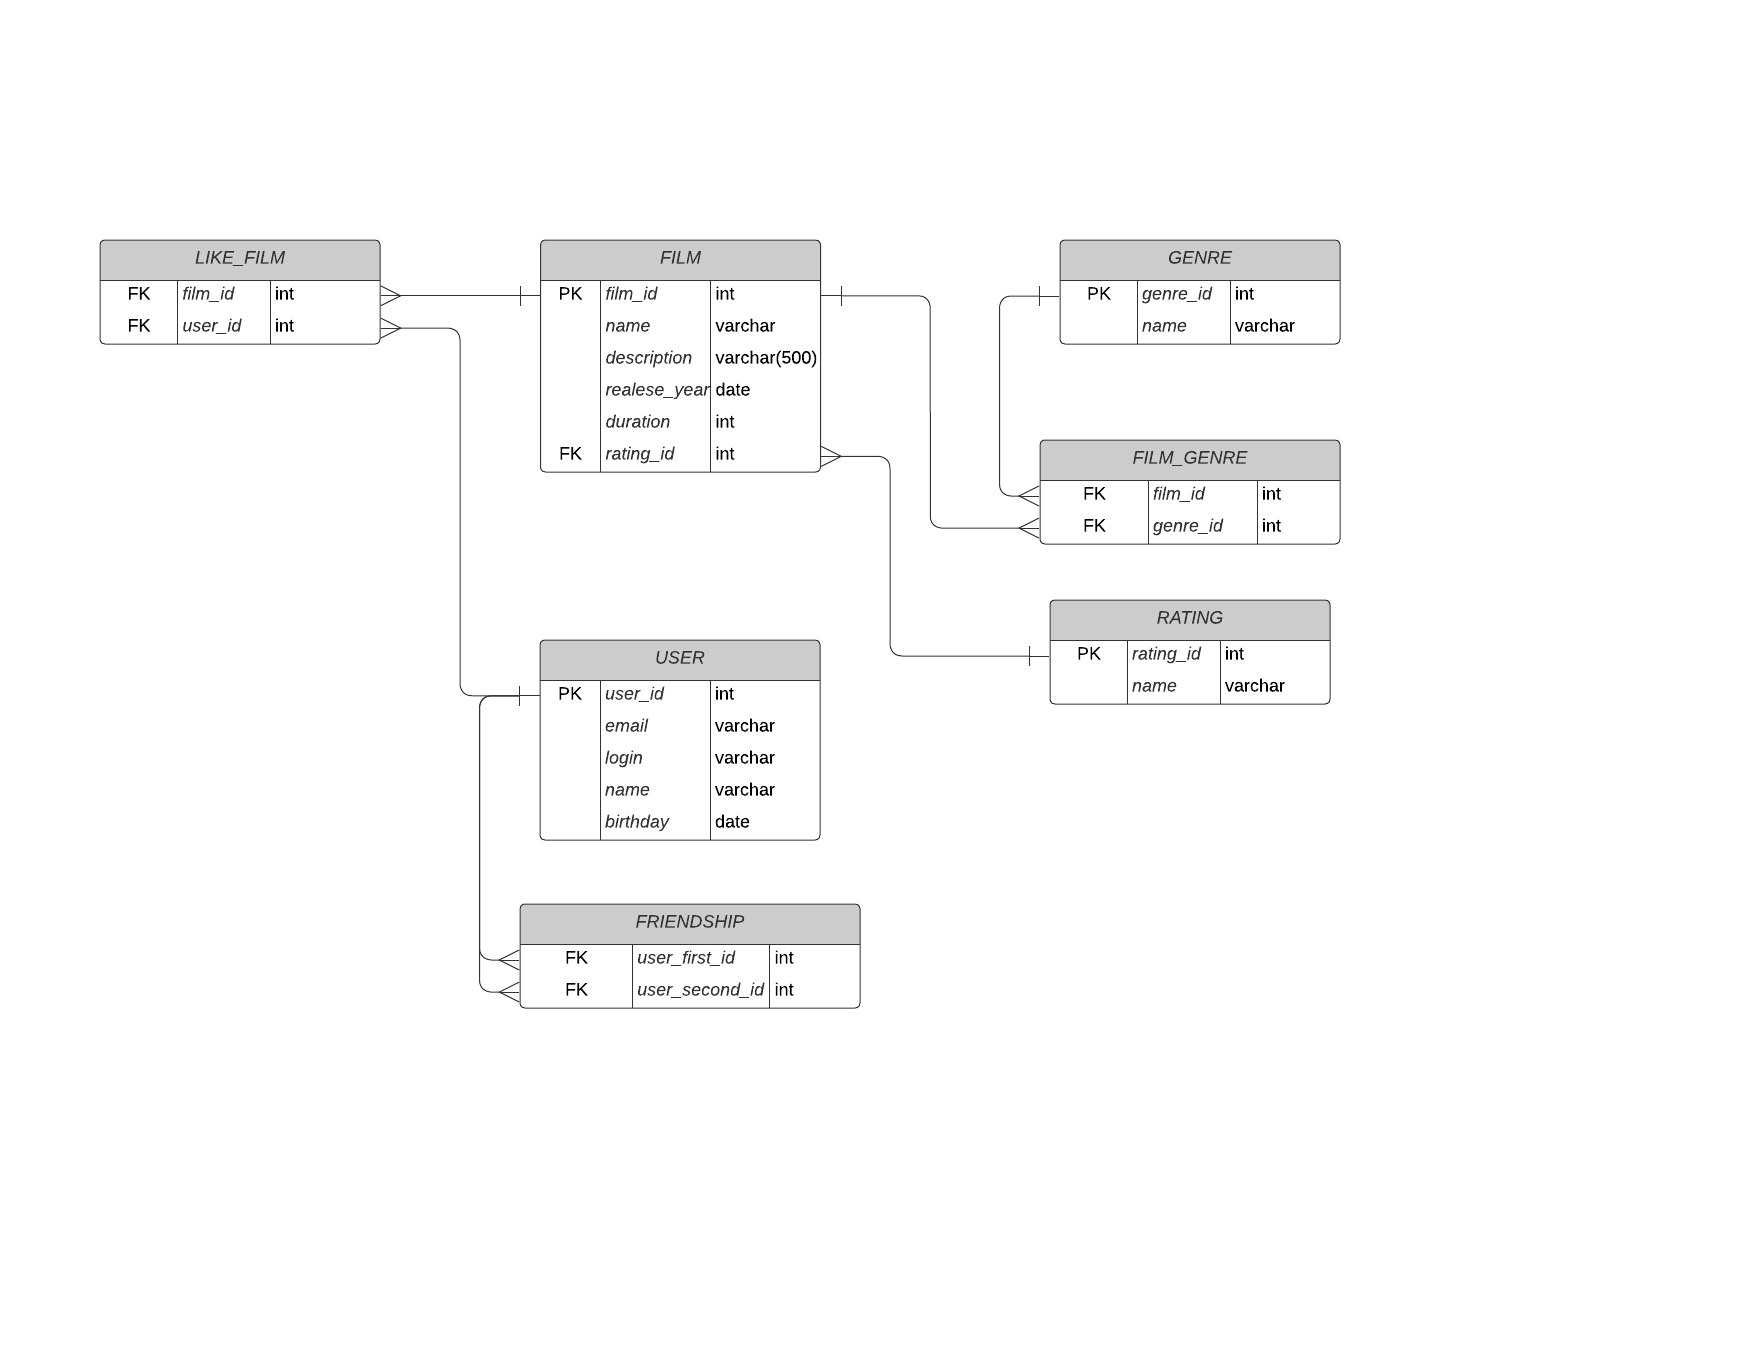 LIKE_FILM
FK film_id int
FK user_id int
FILM
PK film_id int
name varchar
description varchar(500)
realese_year date
duration int
FK rating_id int
GENRE
PK genre_id int
name varchar
FILM_GENRE
FK film_id int
FK genre_id int
RATING
PK rating_id int
name varchar
USER
PK user_id int
email varchar
login varchar
name varchar
birthday date
FRIENDSHIP
FK user_first_id int
FK user_second_id int